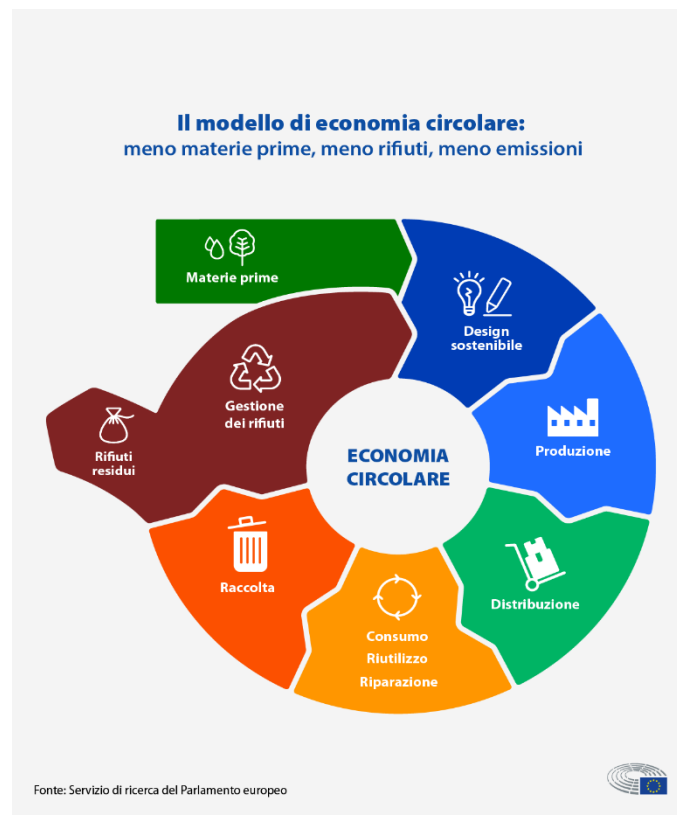 Il modello di economia circolare:
meno materie prime, meno rifiuti, meno emissioni
Materie prime
Design
sostenibile
Produzione
Distribuzione
Consumo
Riutilizzo
Riparazione
Raccolta
Gestione
dei rifiuti
Rifiuti
residui
ECONOMIA
CIRCOLARE
Fonte: Servizio di ricerca del Parlamento europeo